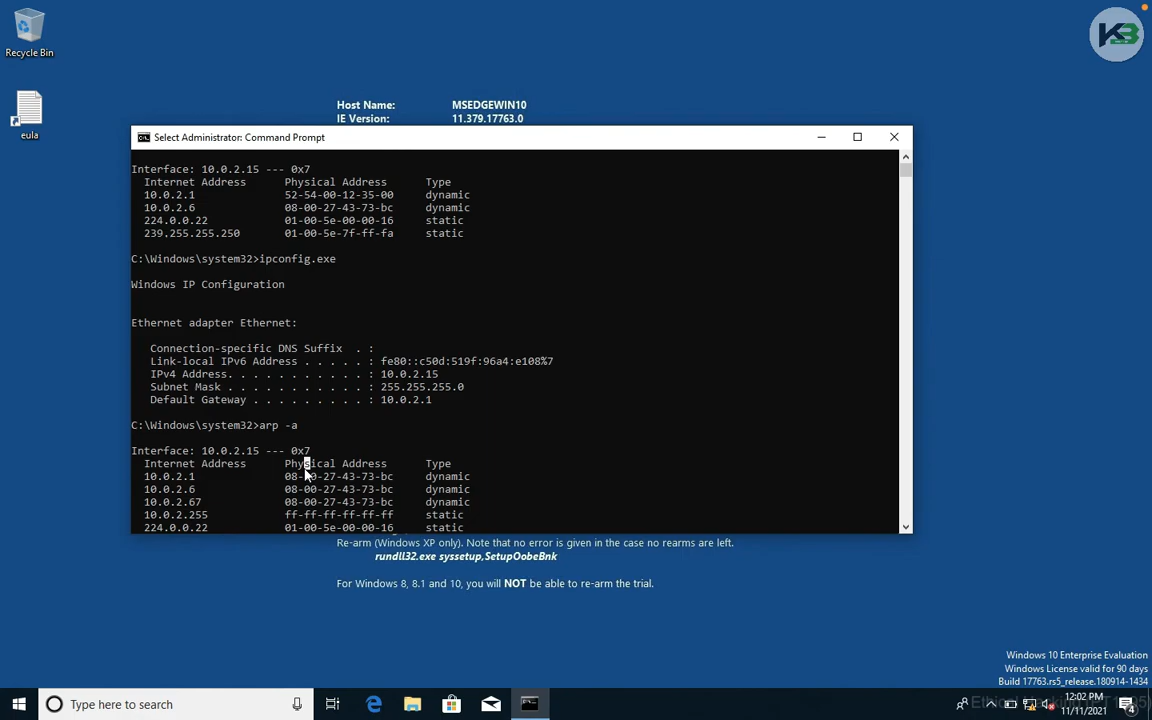 K3
Recycle Bin
eula
Host Name: MSEDGEWIN10
IE Version: 11.379.17763.0
Select Administrator: Command Prompt
Interface: 10.0.2.15 --- 0x7
Internet Address Physical Address Type
10.0.2.1 52-54-00-12-35-00 dynamic
10.0.2.6 08-00-27-43-73-bc dynamic
224.0.0.22 01-00-5e-00-00-16 static
239.255.255.250 01-00-5e-7f-ff-fa static
C:\Windows\system32>ipconfig.exe
Windows IP Configuration
Ethernet adapter Ethernet:
Connection-specific DNS Suffix . :
Link-local IPv6 Address . . . . . : fe80::c50d:519f:96a4:e108%7
IPv4 Address. . . . . . . . . . . : 10.0.2.15
Subnet Mask . . . . . . . . . . . : 255.255.255.0
Default Gateway . . . . . . . . . : 10.0.2.1
C:\Windows\system32>arp -a
Interface: 10.0.2.15 --- 0x7
Internet Address Physical Address Type
10.0.2.1 08-00-27-43-73-bc dynamic
10.0.2.6 08-00-27-43-73-bc dynamic
10.0.2.67 08-00-27-43-73-bc dynamic
10.0.2.255 ff-ff-ff-ff-ff-ff static
224.0.0.22 01-00-5e-00-00-16 static
Re-arm (Windows XP only). Note that no error is given in the case no rearms are left.
rundll32.exe syssetup,SetupOobeBnk
For Windows 8, 8.1 and 10, you will NOT be able to re-arm the trial.
Windows 10 Enterprise Evaluation
Windows License valid for 90 days
Build 17763.rs5_release.180914-1434
Type here to search
12:02 PM
11/11/2021
4